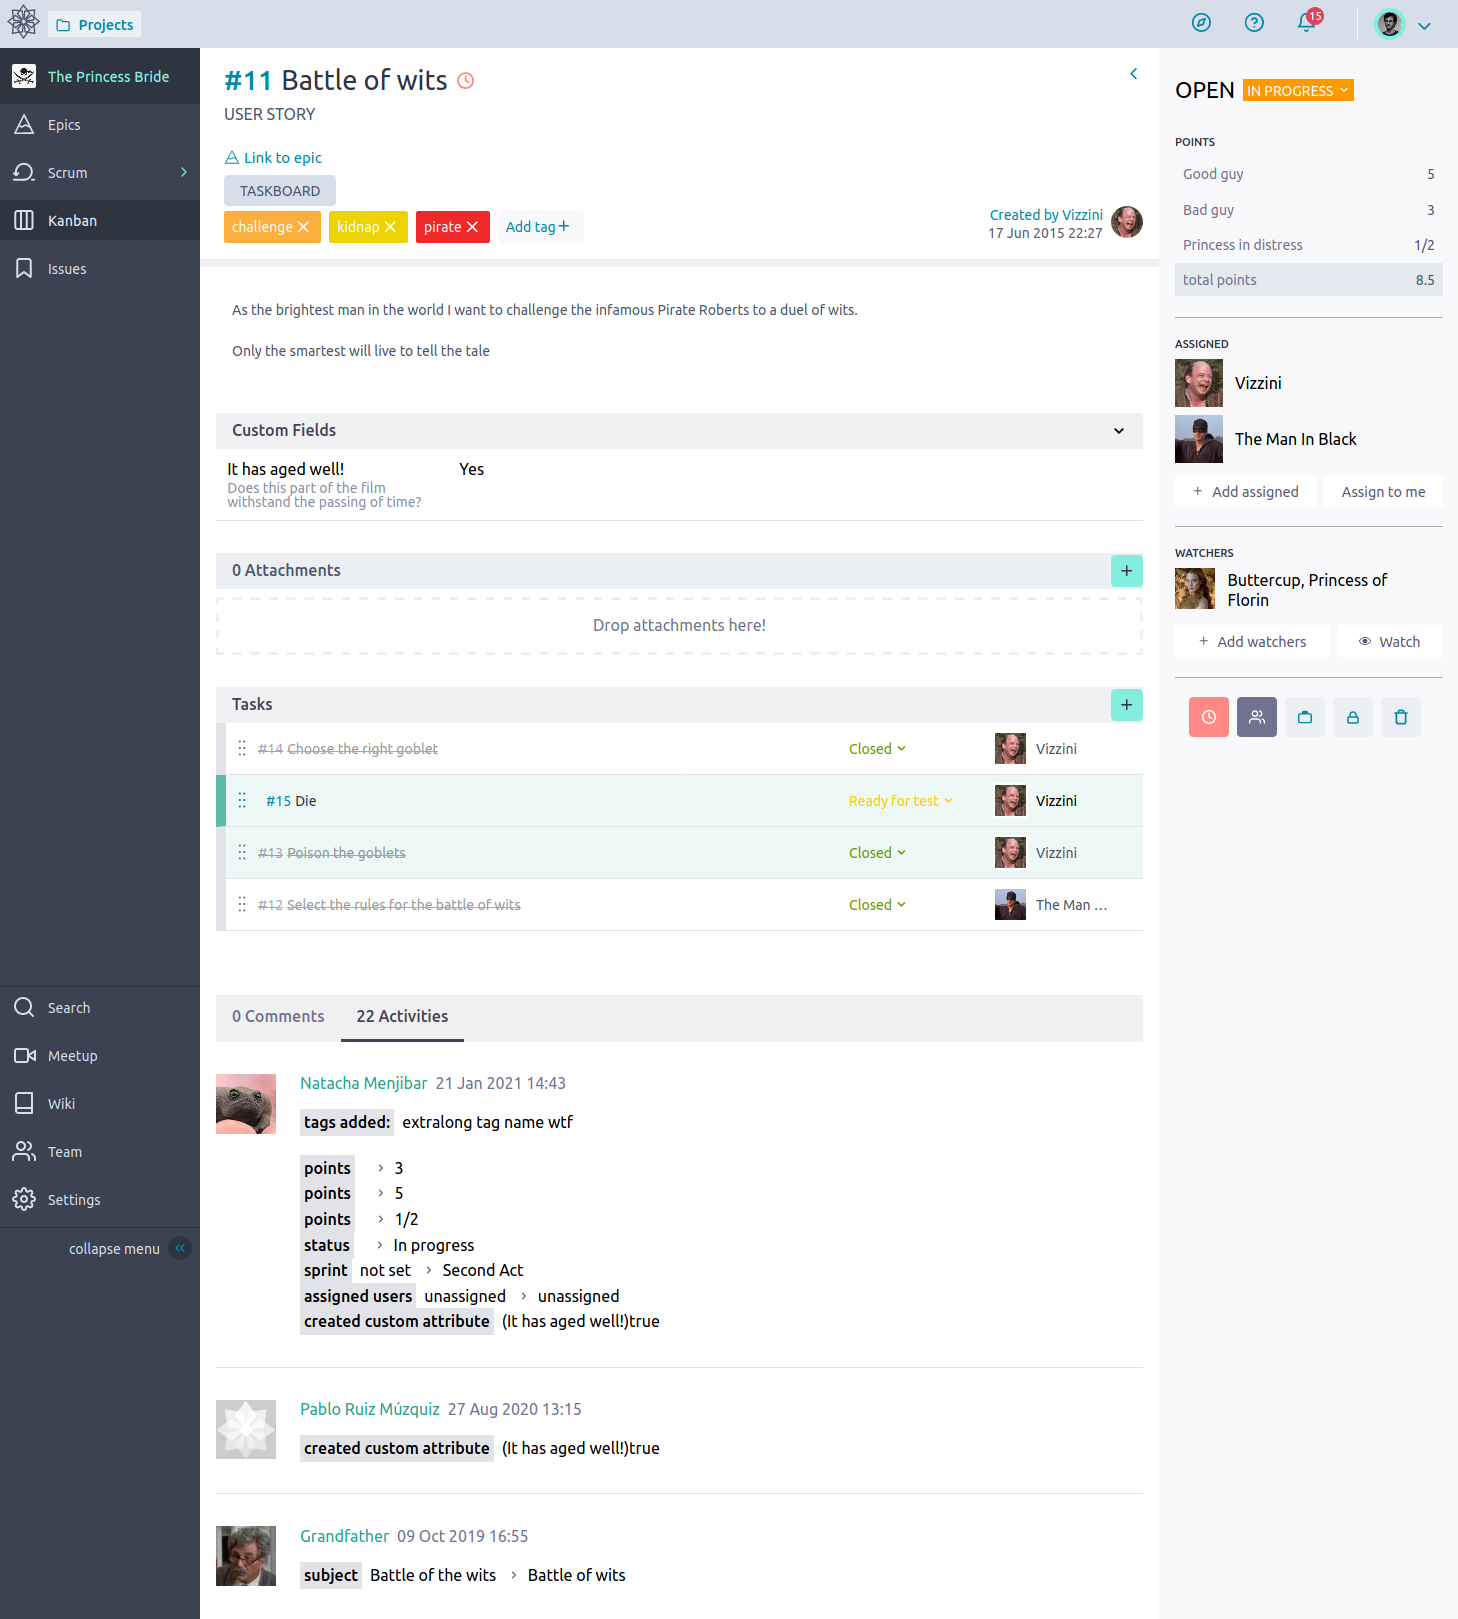 Projects
15
The Princess Bride
Epics
Scrum
Kanban
Issues
Search
Meetup
Wiki
Team
Settings
collapse menu
#11 Battle of wits
USER STORY
Link to epic
TASKBOARD
challenge
kidnap
pirate
Add tag
Created by Vizzini
17 Jun 2015 22:27
As the brightest man in the world I want to challenge the infamous Pirate Roberts to a duel of wits.
Only the smartest will live to tell the tale
Custom Fields
It has aged well! Yes
Does this part of the film
withstand the passing of time?
0 Attachments
Drop attachments here!
Tasks
#14 Choose the right goblet Closed Vizzini
#15 Die Ready for test Vizzini
#13 Poison the goblets Closed Vizzini
#12 Select the rules for the battle of wits Closed The Man ...
0 Comments 22 Activities
Natacha Menjibar 21 Jan 2021 14:43
tags added: extralong tag name wtf
points > 3
points > 5
points > 1/2
status > In progress
sprint not set > Second Act
assigned users unassigned > unassigned
created custom attribute (It has aged well!)true
Pablo Ruiz Múzquiz 27 Aug 2020 13:15
created custom attribute (It has aged well!)true
Grandfather 09 Oct 2019 16:55
subject Battle of the wits > Battle of wits
OPEN IN PROGRESS
POINTS
Good guy 5
Bad guy 3
Princess in distress 1/2
total points 8.5
ASSIGNED
Vizzini
The Man In Black
+ Add assigned Assign to me
WATCHERS
Buttercup, Princess of
Florin
+ Add watchers Watch